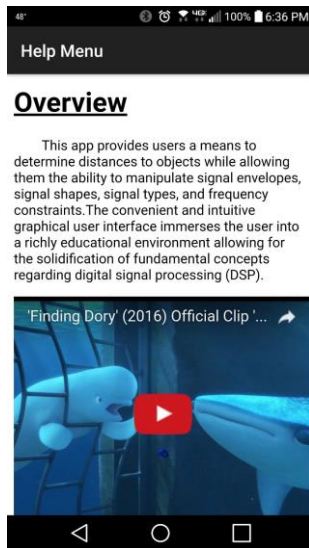 48° 4G 100% 6:36 PM
Help Menu
Overview
This app provides users a means to
determine distances to objects while allowing
them the ability to manipulate signal envelopes,
signal shapes, signal types, and frequency
constraints.The convenient and intuitive
graphical user interface immerses the user into
a richly educational environment allowing for
the solidification of fundamental concepts
regarding digital signal processing (DSP).
'Finding Dory' (2016) Official Clip '...